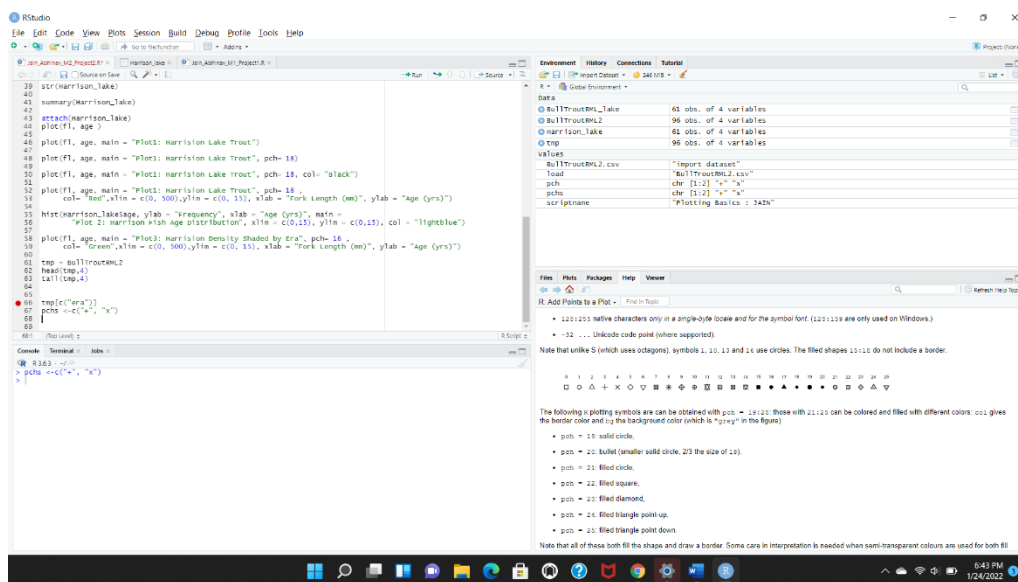 RStudio
File Edit Code View Plots Session Build Debug Profile Tools Help
Go to file/function
Addins
Project: (None
Jain_Abhinav_M2_Project2.R*
Harrison_lake
Jain_Abhinav_M1_Project1.R
Source on Save
Run
Source
39 str(Harrison_lake)
40
41 summary(Harrison_lake)
42
43 attach(Harrison_lake)
44 plot(fl, age )
45
46 plot(fl, age, main = "Plot1: Harrision Lake Trout")
47
48 plot(fl, age, main = "Plot1: Harrision Lake Trout", pch= 18)
49
50 plot(fl, age, main = "Plot1: Harrision Lake Trout", pch= 18, col= "Black")
51
52 plot(fl, age, main = "Plot1: Harrision Lake Trout", pch= 18 ,
53 col= "Red",xlim = c(0, 500),ylim = c(0, 15), xlab = "Fork Length (mm)", ylab = "Age (yrs)")
54
55 hist(Harrison_lake$age, ylab = "Frequency", xlab = "Age (yrs)", main =
56 "Plot 2: Harrison Fish Age Distribution", xlim = c(0,15), ylim = c(0,15), col = "lightblue")
57
58 plot(fl, age, main = "Plot3: Harrision Density Shaded by Era", pch= 16 ,
59 col= "Green",xlim = c(0, 500),ylim = c(0, 15), xlab = "Fork Length (mm)", ylab = "Age (yrs)")
60
61 tmp = BullTroutRML2
62 head(tmp,4)
63 tail(tmp,4)
64
65
66 tmp[c("era")]
67 pchs <-c("+", "x")
68
69
68:1 (Top Level) R Script
Console Terminal Jobs
R 3.6.3 · ~/
> pchs <-c("+", "x")
>
Environment History Connections Tutorial
Import Dataset 248 MB
List
R Global Environment
Data
BullTroutRML_lake 61 obs. of 4 variables
BullTroutRML2 96 obs. of 4 variables
Harrison_lake 61 obs. of 4 variables
tmp 96 obs. of 4 variables
Values
BullTroutRML2.csv "import dataset"
load "BullTroutRML2.csv"
pch chr [1:2] "+" "x"
pchs chr [1:2] "+" "x"
scriptname "Plotting Basics : JAIN"
Files Plots Packages Help Viewer
Refresh Help Top
R: Add Points to a Plot Find in Topic
• 128:255 native characters only in a single-byte locale and for the symbol font. (128:159 are only used on Windows.)
• -32 ... Unicode code point (where supported).
Note that unlike S (which uses octagons), symbols 1, 10, 13 and 16 use circles. The filled shapes 15:18 do not include a border.
0 1 2 3 4 5 6 7 8 9 10 11 12 13 14 15 16 17 18 19 20 21 22 23 24 25
The following R plotting symbols are can be obtained with pch = 19:25: those with 21:25 can be colored and filled with different colors: col gives
the border color and bg the background color (which is "grey" in the figure)
• pch = 19: solid circle,
• pch = 20: bullet (smaller solid circle, 2/3 the size of 19),
• pch = 21: filled circle,
• pch = 22: filled square,
• pch = 23: filled diamond,
• pch = 24: filled triangle point-up,
• pch = 25: filled triangle point down.
Note that all of these both fill the shape and draw a border. Some care in interpretation is needed when semi-transparent colours are used for both fill
6:43 PM
1/24/2022